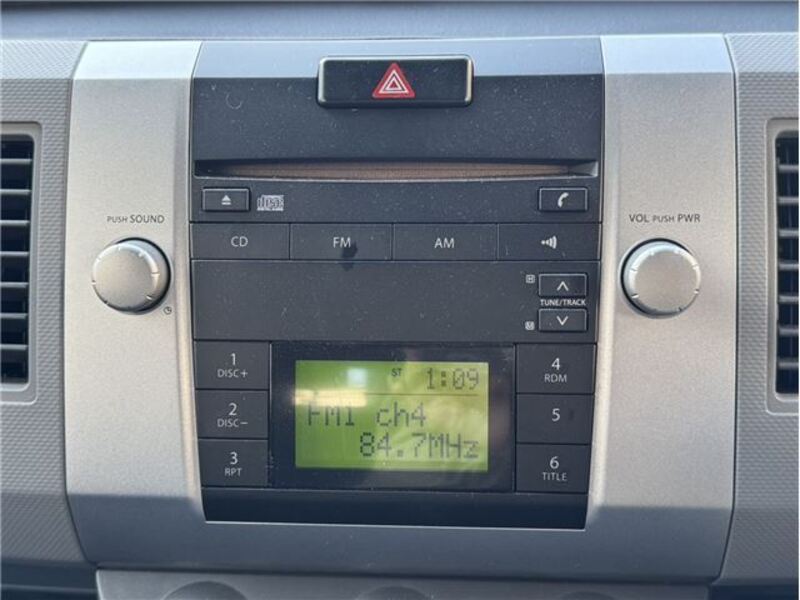 disc
PUSH SOUND
VOL PUSH PWR
CD FM AM
H
TUNE/TRACK
M
1
DISC+
2
DISC−
3
RPT
ST 1:09
FM1 ch4
84.7MHz
4
RDM
5
6
TITLE